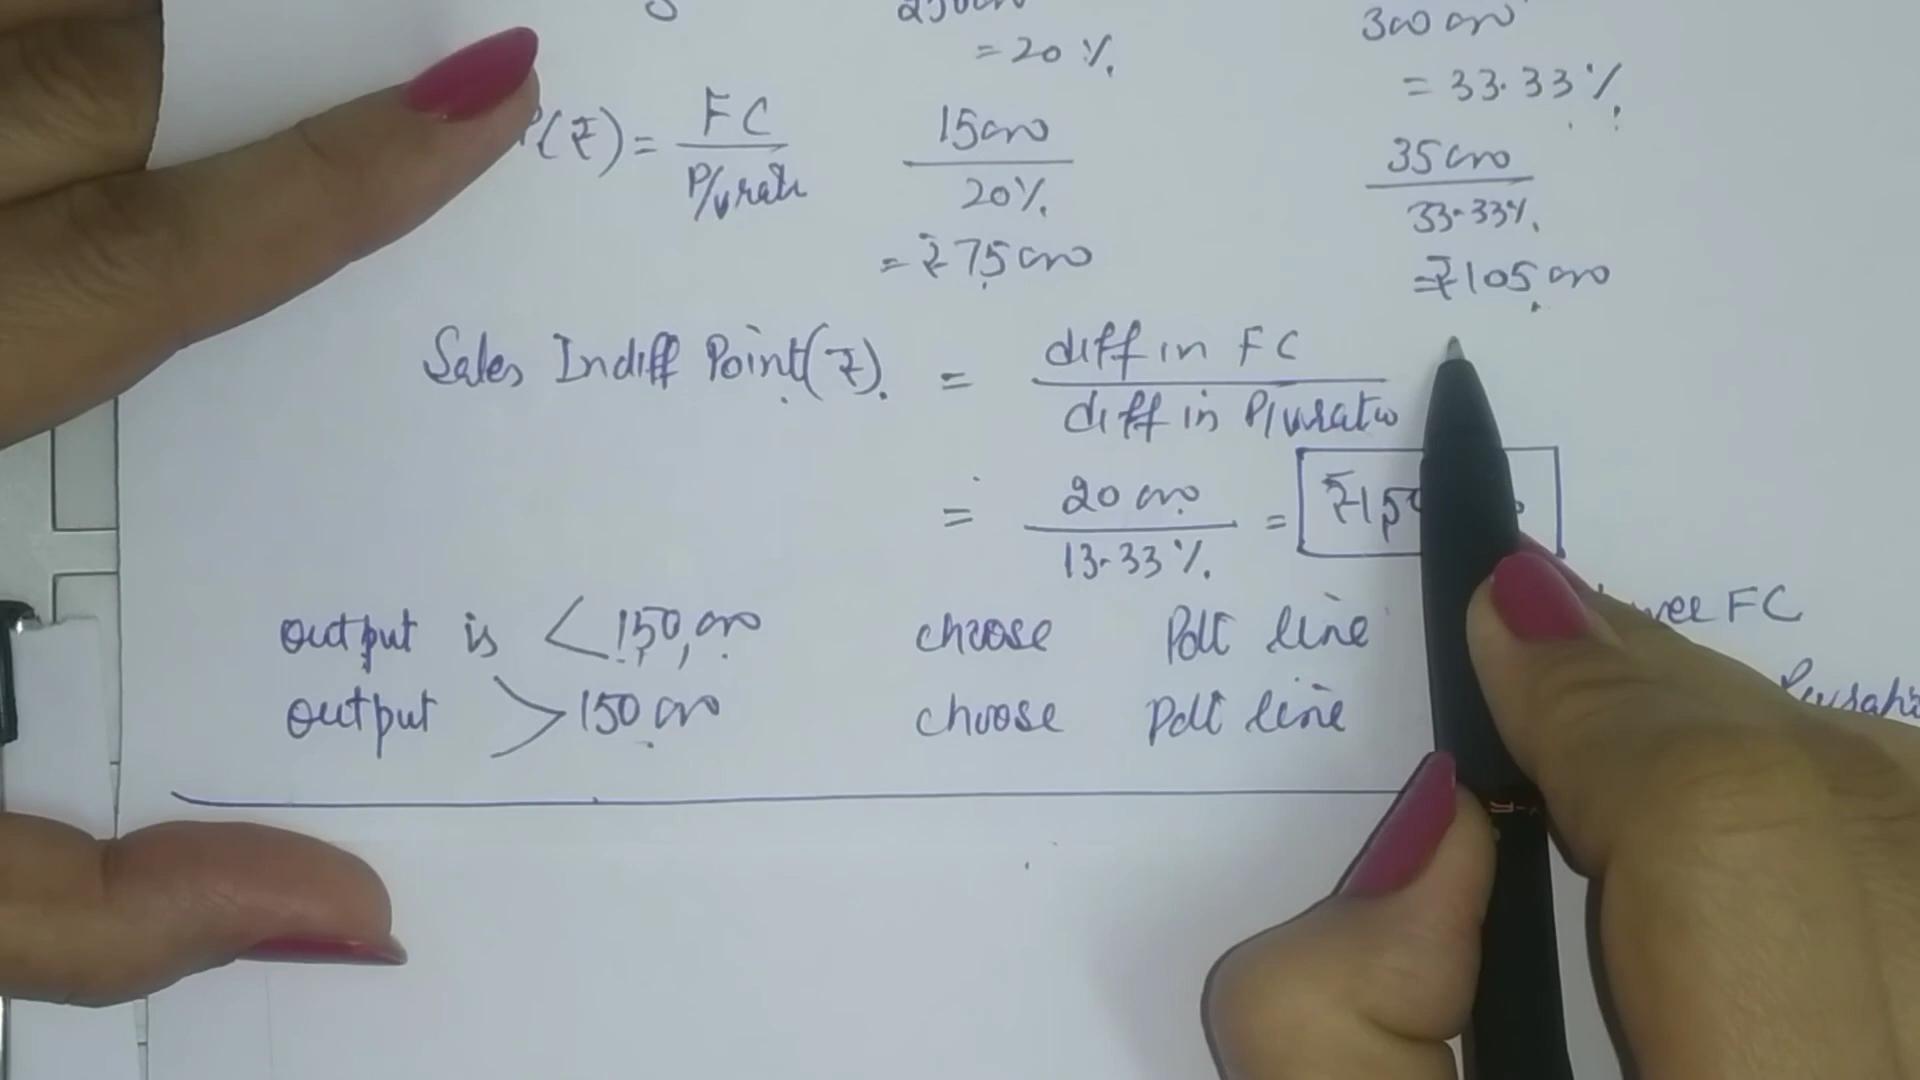 = 20 %.
300 cro
= 33.33 %
(₹) = FC / P/v ratio
15 cro / 20%.
35 cro / 33.33%.
= ₹ 75 cro
= ₹ 105 cro
Sales Indiff Point (₹). = diff in FC / diff in P/v ratio
= 20 cro / 13.33 %. = ₹ 15
output is < 150 cro choose Pdt line FC
output > 150 cro choose Pdt line